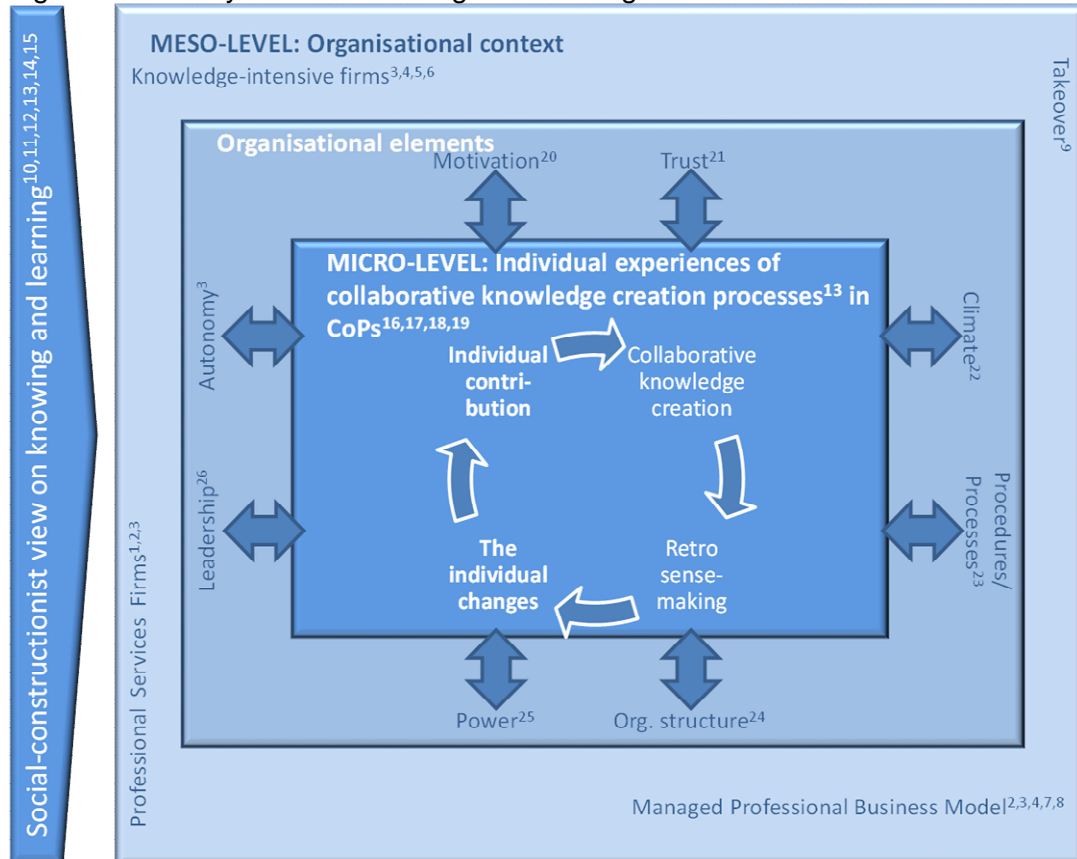 Social-constructionist view on knowing and learning10,11,12,13,14,15
MESO-LEVEL: Organisational context
Knowledge-intensive firms3,4,5,6
Takeover9
Organisational elements
Motivation20
Trust21
MICRO-LEVEL: Individual experiences of
collaborative knowledge creation processes13 in
CoPs16,17,18,19
Autonomy3
Climate22
Individual
contri-
bution
Collaborative
knowledge
creation
Leadership26
Procedures/
Processes23
The
individual
changes
Retro
sense-
making
Professional Services Firms1,2,3
Power25
Org. structure24
Managed Professional Business Model2,3,4,7,8